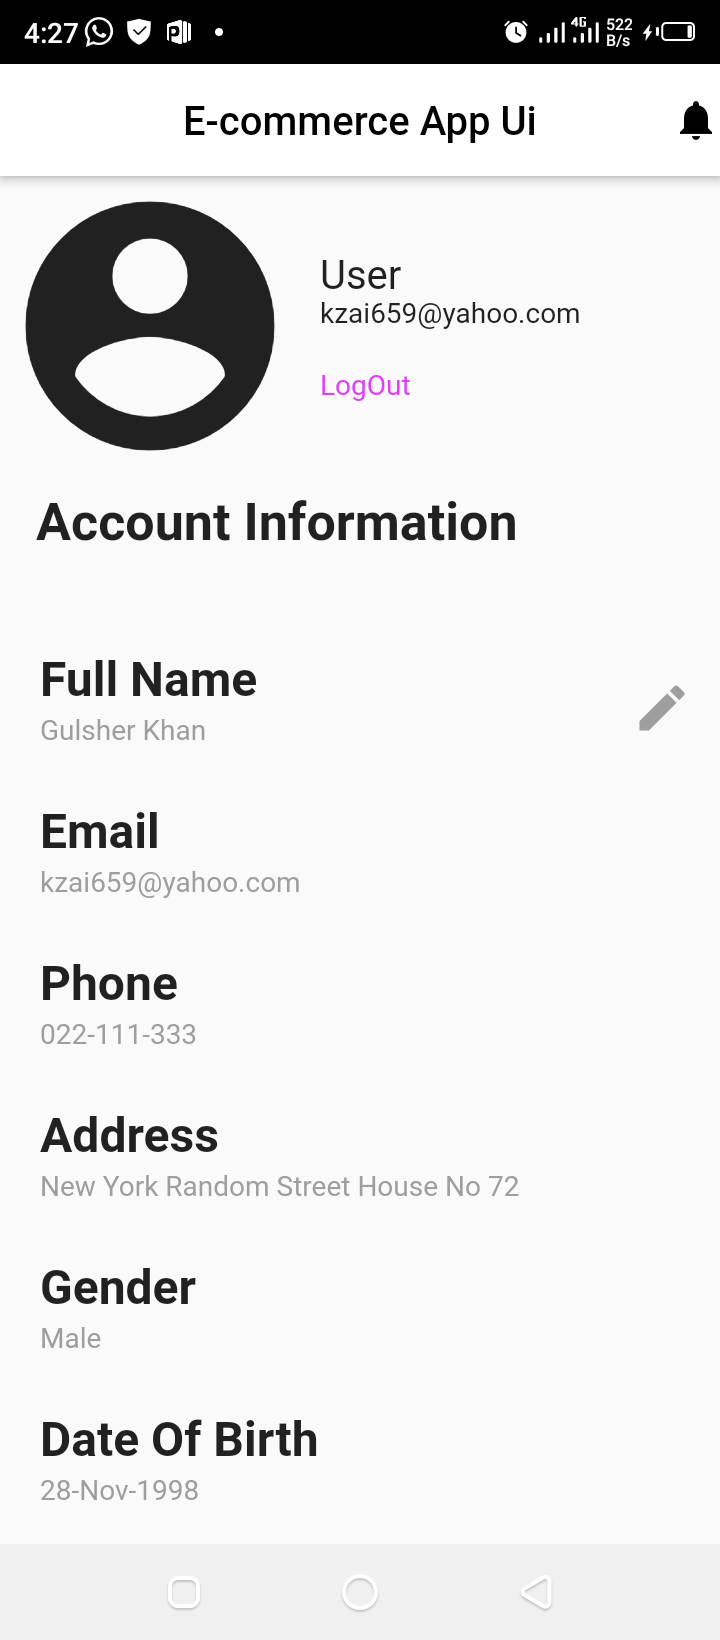 4:27
4G 522 B/s
E-commerce App Ui
User
kzai659@yahoo.com
LogOut
Account Information
Full Name
Gulsher Khan
Email
kzai659@yahoo.com
Phone
022-111-333
Address
New York Random Street House No 72
Gender
Male
Date Of Birth
28-Nov-1998